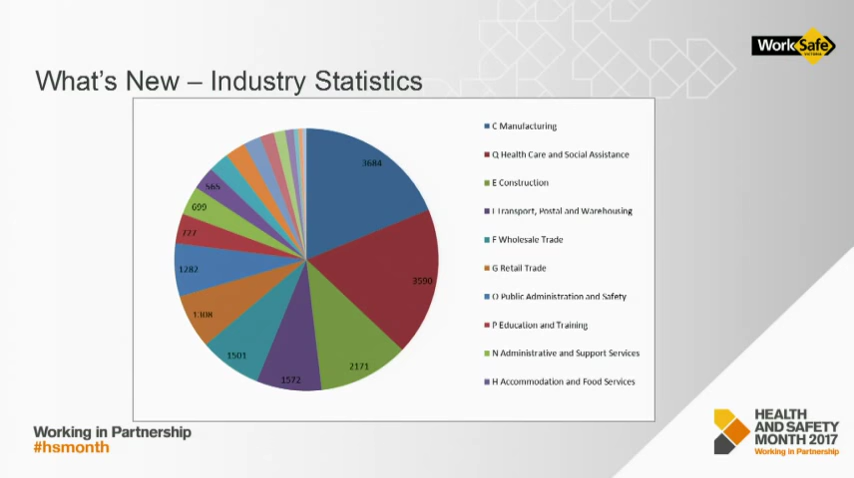 WorkSafe
VICTORIA
What's New – Industry Statistics
3684
3590
2171
1572
1501
1308
1282
777
699
565
C Manufacturing
Q Health Care and Social Assistance
E Construction
I Transport, Postal and Warehousing
F Wholesale Trade
G Retail Trade
O Public Administration and Safety
P Education and Training
N Administrative and Support Services
H Accommodation and Food Services
Working in Partnership
#hsmonth
HEALTH
AND SAFETY
MONTH 2017
Working in Partnership